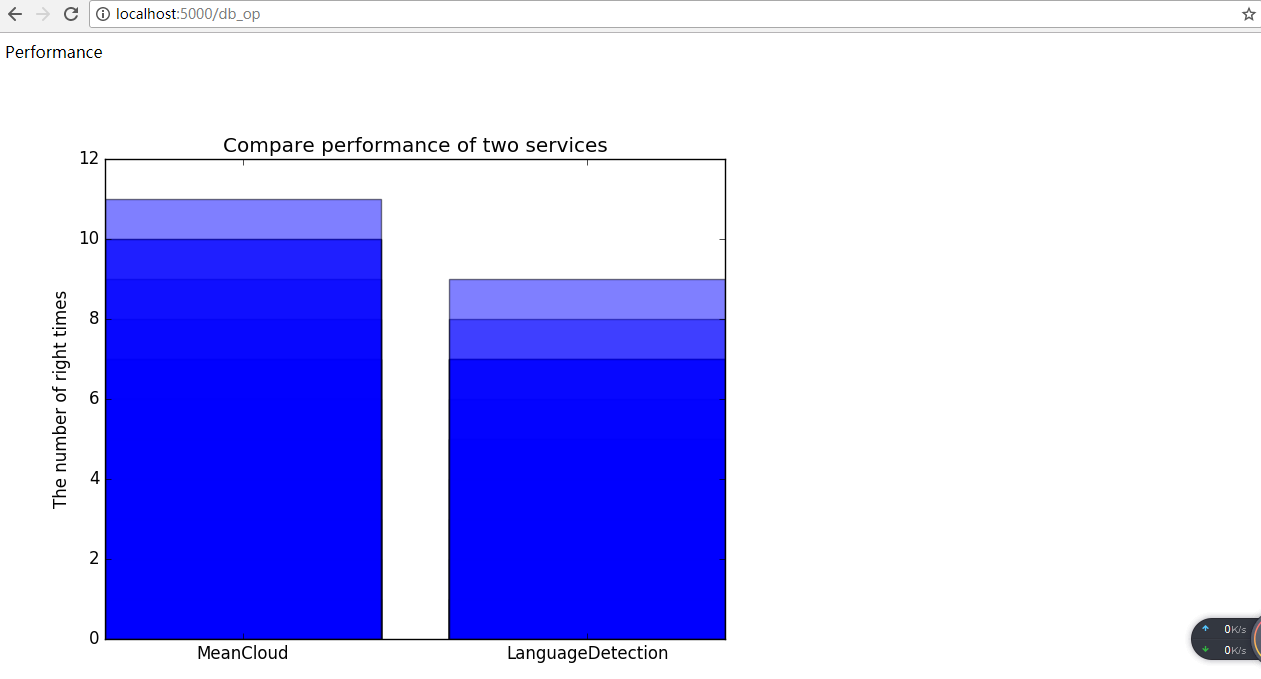 localhost:5000/db_op
Performance
Compare performance of two services
12
10
8
6
4
2
0
The number of right times
MeanCloud
LanguageDetection
0K/s
0K/s